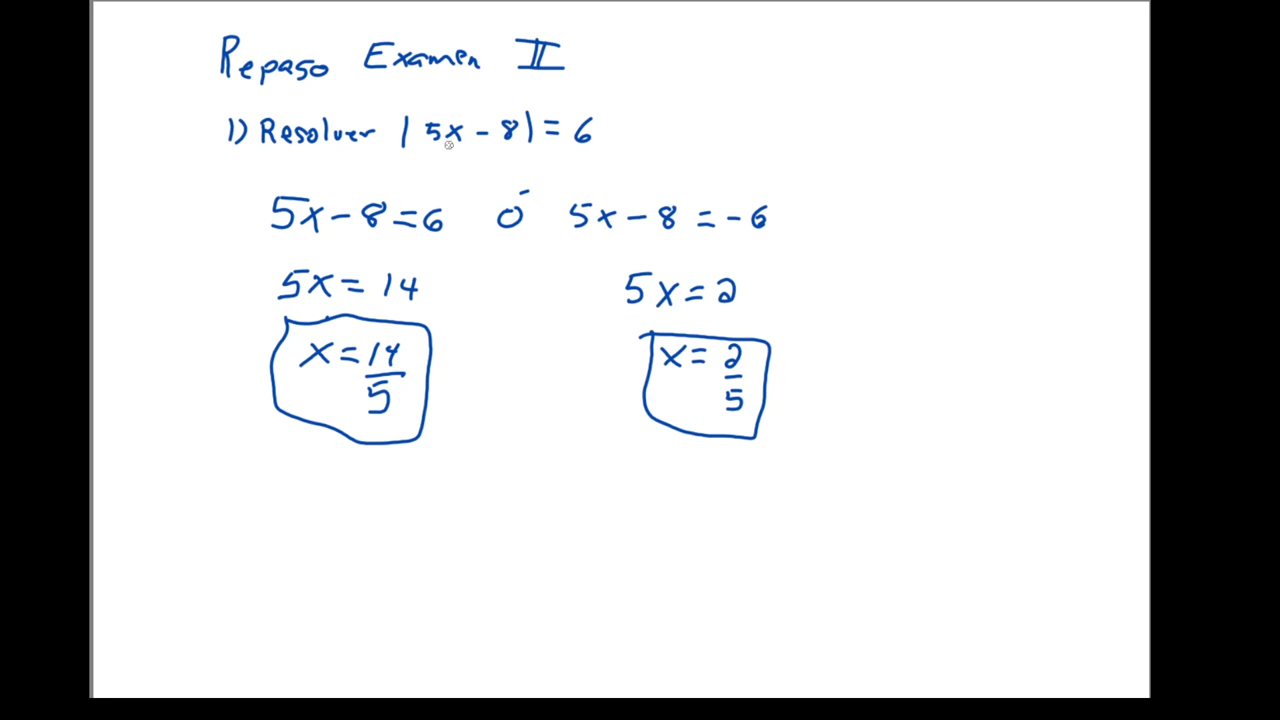 Repaso Examen II
1) Resolver |5x - 8| = 6
5x - 8 = 6 ó 5x - 8 = -6
5x = 14 5x = 2
x = 14/5 x = 2/5